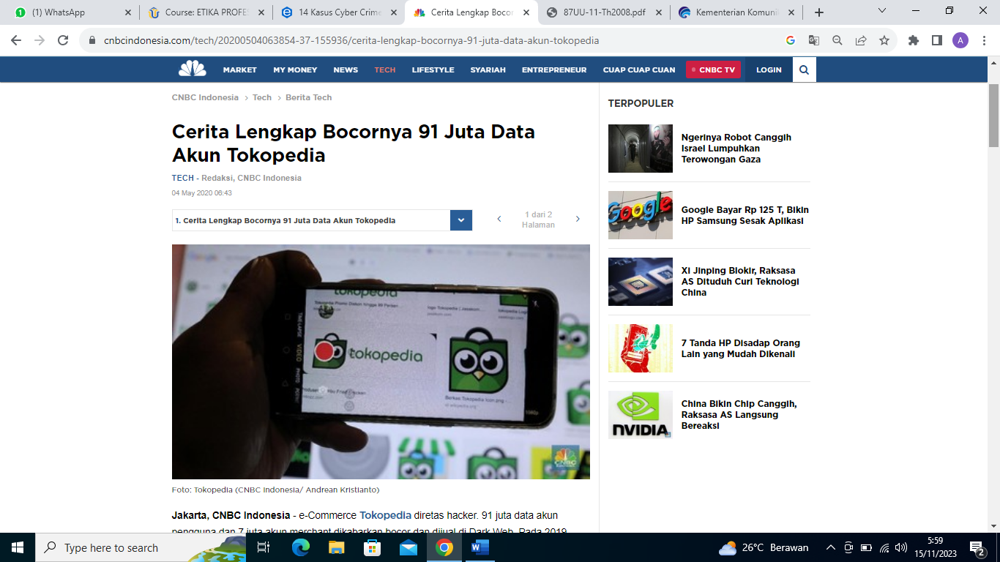 (1) WhatsApp
Course: ETIKA PROFES
14 Kasus Cyber Crime
Cerita Lengkap Bocor
87UU-11-Th2008.pdf
Kementerian Komuni
cnbcindonesia.com/tech/20200504063854-37-155936/cerita-lengkap-bocornya-91-juta-data-akun-tokopedia
A
MARKET MY MONEY NEWS TECH LIFESTYLE SYARIAH ENTREPRENEUR CUAP CUAP CUAN CNBC TV LOGIN
CNBC Indonesia > Tech > Berita Tech
Cerita Lengkap Bocornya 91 Juta Data
Akun Tokopedia
TECH - Redaksi, CNBC Indonesia
04 May 2020 06:43
1. Cerita Lengkap Bocornya 91 Juta Data Akun Tokopedia
1 dari 2
Halaman
tokopedia
tokopedia
TIMELAPSE VIDEO PHOTO
1080p
CNBC
Foto: Tokopedia (CNBC Indonesia/ Andrean Kristianto)
Jakarta, CNBC Indonesia - e-Commerce Tokopedia diretas hacker. 91 juta data akun
pengguna dan 7 juta akun merchant dikabarkan bocor dan dijual di Dark Web. Pada 2019
TERPOPULER
Ngerinya Robot Canggih
Israel Lumpuhkan
Terowongan Gaza
Google
Google Bayar Rp 125 T, Bikin
HP Samsung Sesak Aplikasi
Xi Jinping Blokir, Raksasa
AS Dituduh Curi Teknologi
China
7 Tanda HP Disadap Orang
Lain yang Mudah Dikenali
NVIDIA
China Bikin Chip Canggih,
Raksasa AS Langsung
Bereaksi
Type here to search
26°C Berawan
5:59
15/11/2023
2